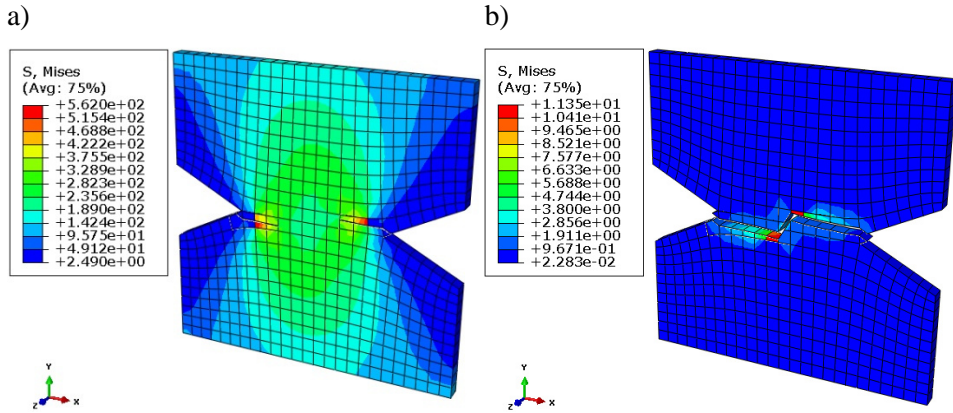 a)
S, Mises
(Avg: 75%)
+5.620e+02
+5.154e+02
+4.688e+02
+4.222e+02
+3.755e+02
+3.289e+02
+2.823e+02
+2.356e+02
+1.890e+02
+1.424e+02
+9.575e+01
+4.912e+01
+2.490e+00
Y
Z
X
b)
S, Mises
(Avg: 75%)
+1.135e+01
+1.041e+01
+9.465e+00
+8.521e+00
+7.577e+00
+6.633e+00
+5.688e+00
+4.744e+00
+3.800e+00
+2.856e+00
+1.911e+00
+9.671e-01
+2.283e-02
Y
Z
X